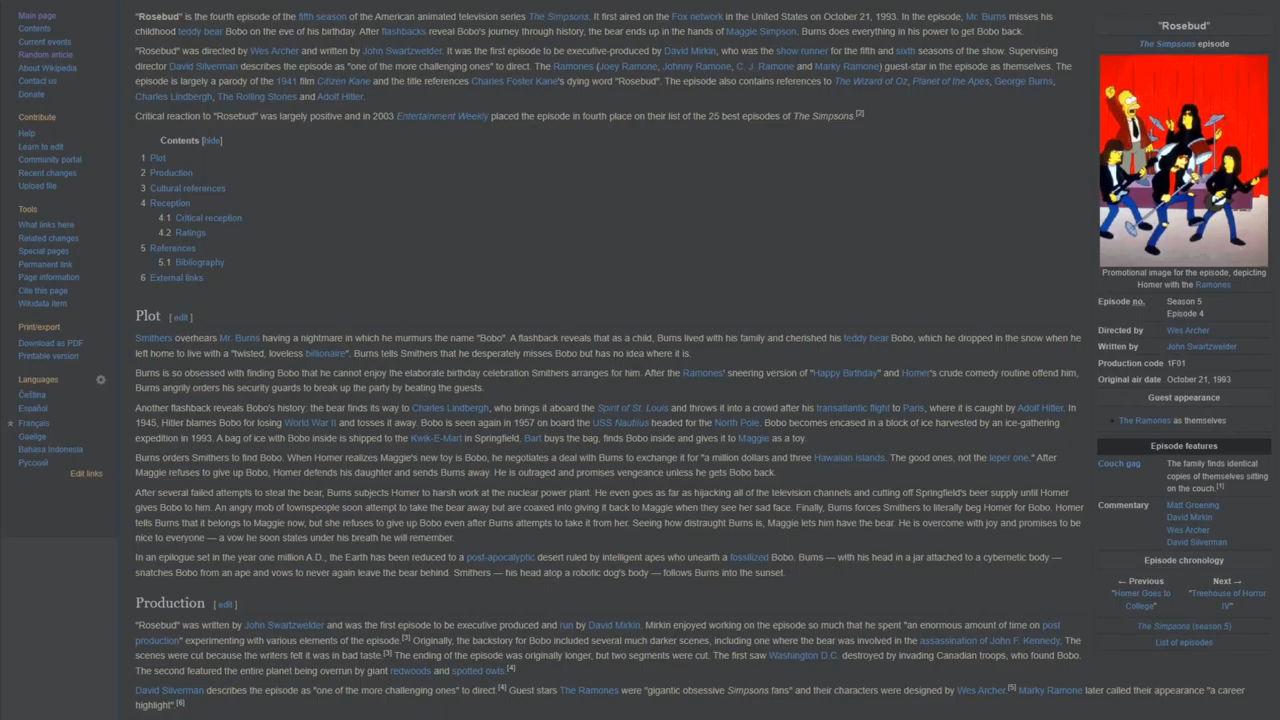 Main page
Contents
Current events
Random article
About Wikipedia
Contact us
Donate
Contribute
Help
Learn to edit
Community portal
Recent changes
Upload file
Tools
What links here
Related changes
Special pages
Permanent link
Page information
Cite this page
Wikidata item
Print/export
Download as PDF
Printable version
Languages
Čeština
Español
Français
Gaeilge
Bahasa Indonesia
Русский
Edit links
"Rosebud" is the fourth episode of the fifth season of the American animated television series The Simpsons. It first aired on the Fox network in the United States on October 21, 1993. In the episode, Mr. Burns misses his
childhood teddy bear Bobo on the eve of his birthday. After flashbacks reveal Bobo's journey through history, the bear ends up in the hands of Maggie Simpson. Burns does everything in his power to get Bobo back.
"Rosebud" was directed by Wes Archer and written by John Swartzwelder. It was the first episode to be executive-produced by David Mirkin, who was the show runner for the fifth and sixth seasons of the show. Supervising
director David Silverman describes the episode as "one of the more challenging ones" to direct. The Ramones (Joey Ramone, Johnny Ramone, C. J. Ramone and Marky Ramone) guest-star in the episode as themselves. The
episode is largely a parody of the 1941 film Citizen Kane and the title references Charles Foster Kane's dying word "Rosebud". The episode also contains references to The Wizard of Oz, Planet of the Apes, George Burns,
Charles Lindbergh, The Rolling Stones and Adolf Hitler.
Critical reaction to "Rosebud" was largely positive and in 2003 Entertainment Weekly placed the episode in fourth place on their list of the 25 best episodes of The Simpsons.[2]
Contents [hide]
1 Plot
2 Production
3 Cultural references
4 Reception
4.1 Critical reception
4.2 Ratings
5 References
5.1 Bibliography
6 External links
Plot [ edit ]
Smithers overhears Mr. Burns having a nightmare in which he murmurs the name "Bobo". A flashback reveals that as a child, Burns lived with his family and cherished his teddy bear Bobo, which he dropped in the snow when he
left home to live with a "twisted, loveless billionaire". Burns tells Smithers that he desperately misses Bobo but has no idea where it is.
Burns is so obsessed with finding Bobo that he cannot enjoy the elaborate birthday celebration Smithers arranges for him. After the Ramones' sneering version of "Happy Birthday" and Homer's crude comedy routine offend him,
Burns angrily orders his security guards to break up the party by beating the guests.
Another flashback reveals Bobo's history: the bear finds its way to Charles Lindbergh, who brings it aboard the Spirit of St. Louis and throws it into a crowd after his transatlantic flight to Paris, where it is caught by Adolf Hitler. In
1945, Hitler blames Bobo for losing World War II and tosses it away. Bobo is seen again in 1957 on board the USS Nautilus headed for the North Pole. Bobo becomes encased in a block of ice harvested by an ice-gathering
expedition in 1993. A bag of ice with Bobo inside is shipped to the Kwik-E-Mart in Springfield. Bart buys the bag, finds Bobo inside and gives it to Maggie as a toy.
Burns orders Smithers to find Bobo. When Homer realizes Maggie's new toy is Bobo, he negotiates a deal with Burns to exchange it for "a million dollars and three Hawaiian islands. The good ones, not the leper one." After
Maggie refuses to give up Bobo, Homer defends his daughter and sends Burns away. He is outraged and promises vengeance unless he gets Bobo back.
After several failed attempts to steal the bear, Burns subjects Homer to harsh work at the nuclear power plant. He even goes as far as hijacking all of the television channels and cutting off Springfield's beer supply until Homer
gives Bobo to him. An angry mob of townspeople soon attempt to take the bear away but are coaxed into giving it back to Maggie when they see her sad face. Finally, Burns forces Smithers to literally beg Homer for Bobo. Homer
tells Burns that it belongs to Maggie now, but she refuses to give up Bobo even after Burns attempts to take it from her. Seeing how distraught Burns is, Maggie lets him have the bear. He is overcome with joy and promises to be
nice to everyone — a vow he soon states under his breath he will remember.
In an epilogue set in the year one million A.D., the Earth has been reduced to a post-apocalyptic desert ruled by intelligent apes who unearth a fossilized Bobo. Burns — with his head in a jar attached to a cybernetic body —
snatches Bobo from an ape and vows to never again leave the bear behind. Smithers — his head atop a robotic dog's body — follows Burns into the sunset.
Production [ edit ]
"Rosebud" was written by John Swartzwelder and was the first episode to be executive produced and run by David Mirkin. Mirkin enjoyed working on the episode so much that he spent "an enormous amount of time on post
production" experimenting with various elements of the episode.[3] Originally, the backstory for Bobo included several much darker scenes, including one where the bear was involved in the assassination of John F. Kennedy. The
scenes were cut because the writers felt it was in bad taste.[3] The ending of the episode was originally longer, but two segments were cut. The first saw Washington D.C. destroyed by invading Canadian troops, who found Bobo.
The second featured the entire planet being overrun by giant redwoods and spotted owls.[4]
David Silverman describes the episode as "one of the more challenging ones" to direct.[4] Guest stars The Ramones were "gigantic obsessive Simpsons fans" and their characters were designed by Wes Archer.[5] Marky Ramone later called their appearance "a career
highlight".[6]
"Rosebud"
The Simpsons episode
Promotional image for the episode, depicting
Homer with the Ramones
Episode no. Season 5
Episode 4
Directed by Wes Archer
Written by John Swartzwelder
Production code 1F01
Original air date October 21, 1993
Guest appearance
• The Ramones as themselves
Episode features
Couch gag The family finds identical
copies of themselves sitting
on the couch.[1]
Commentary Matt Groening
David Mirkin
Wes Archer
David Silverman
Episode chronology
← Previous Next →
"Homer Goes to "Treehouse of Horror
College" IV"
The Simpsons (season 5)
List of episodes